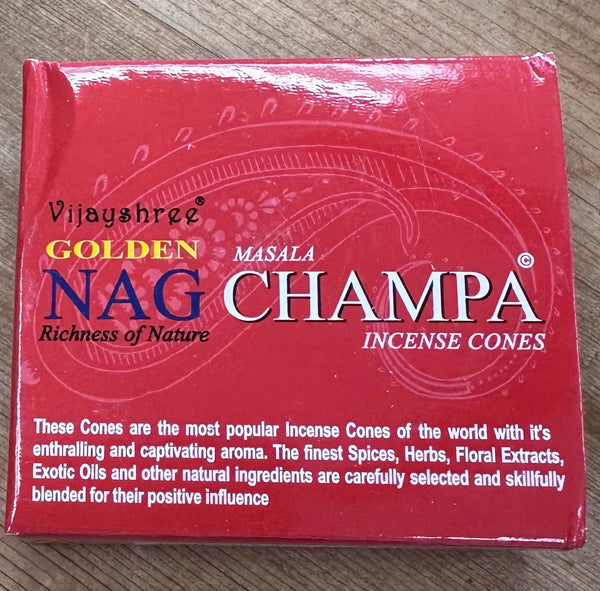 Vijayshree®
GOLDEN
MASALA
NAG CHAMPA©
Richness of Nature
INCENSE CONES
These Cones are the most popular Incense Cones of the world with it's
enthralling and captivating aroma. The finest Spices, Herbs, Floral Extracts,
Exotic Oils and other natural ingredients are carefully selected and skillfully
blended for their positive influence